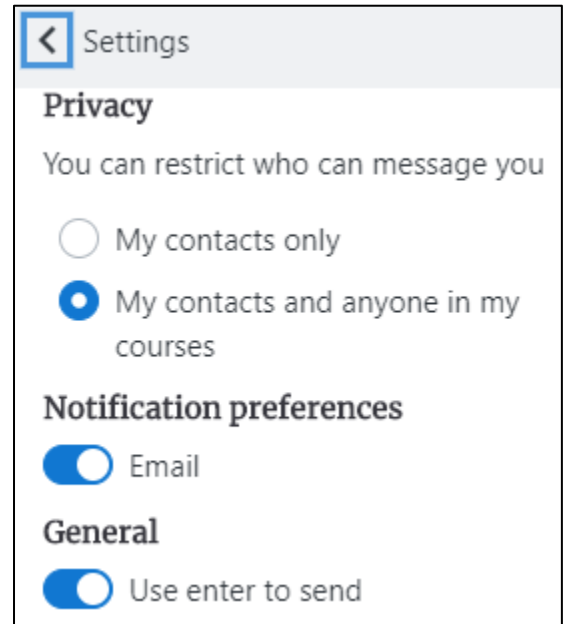 Settings
Privacy
You can restrict who can message you
My contacts only
My contacts and anyone in my
courses
Notification preferences
Email
General
Use enter to send